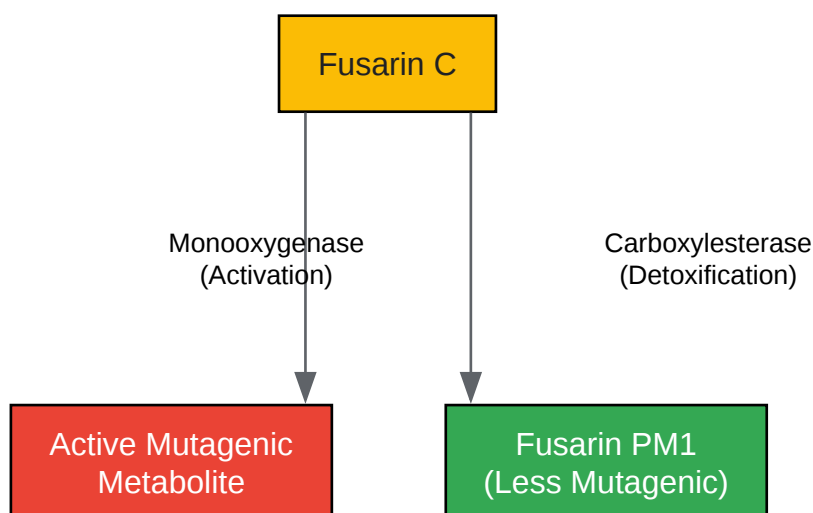 Fusarin C
Monooxygenase
(Activation)
Carboxylesterase
(Detoxification)
Active Mutagenic
Metabolite
Fusarin PM1
(Less Mutagenic)